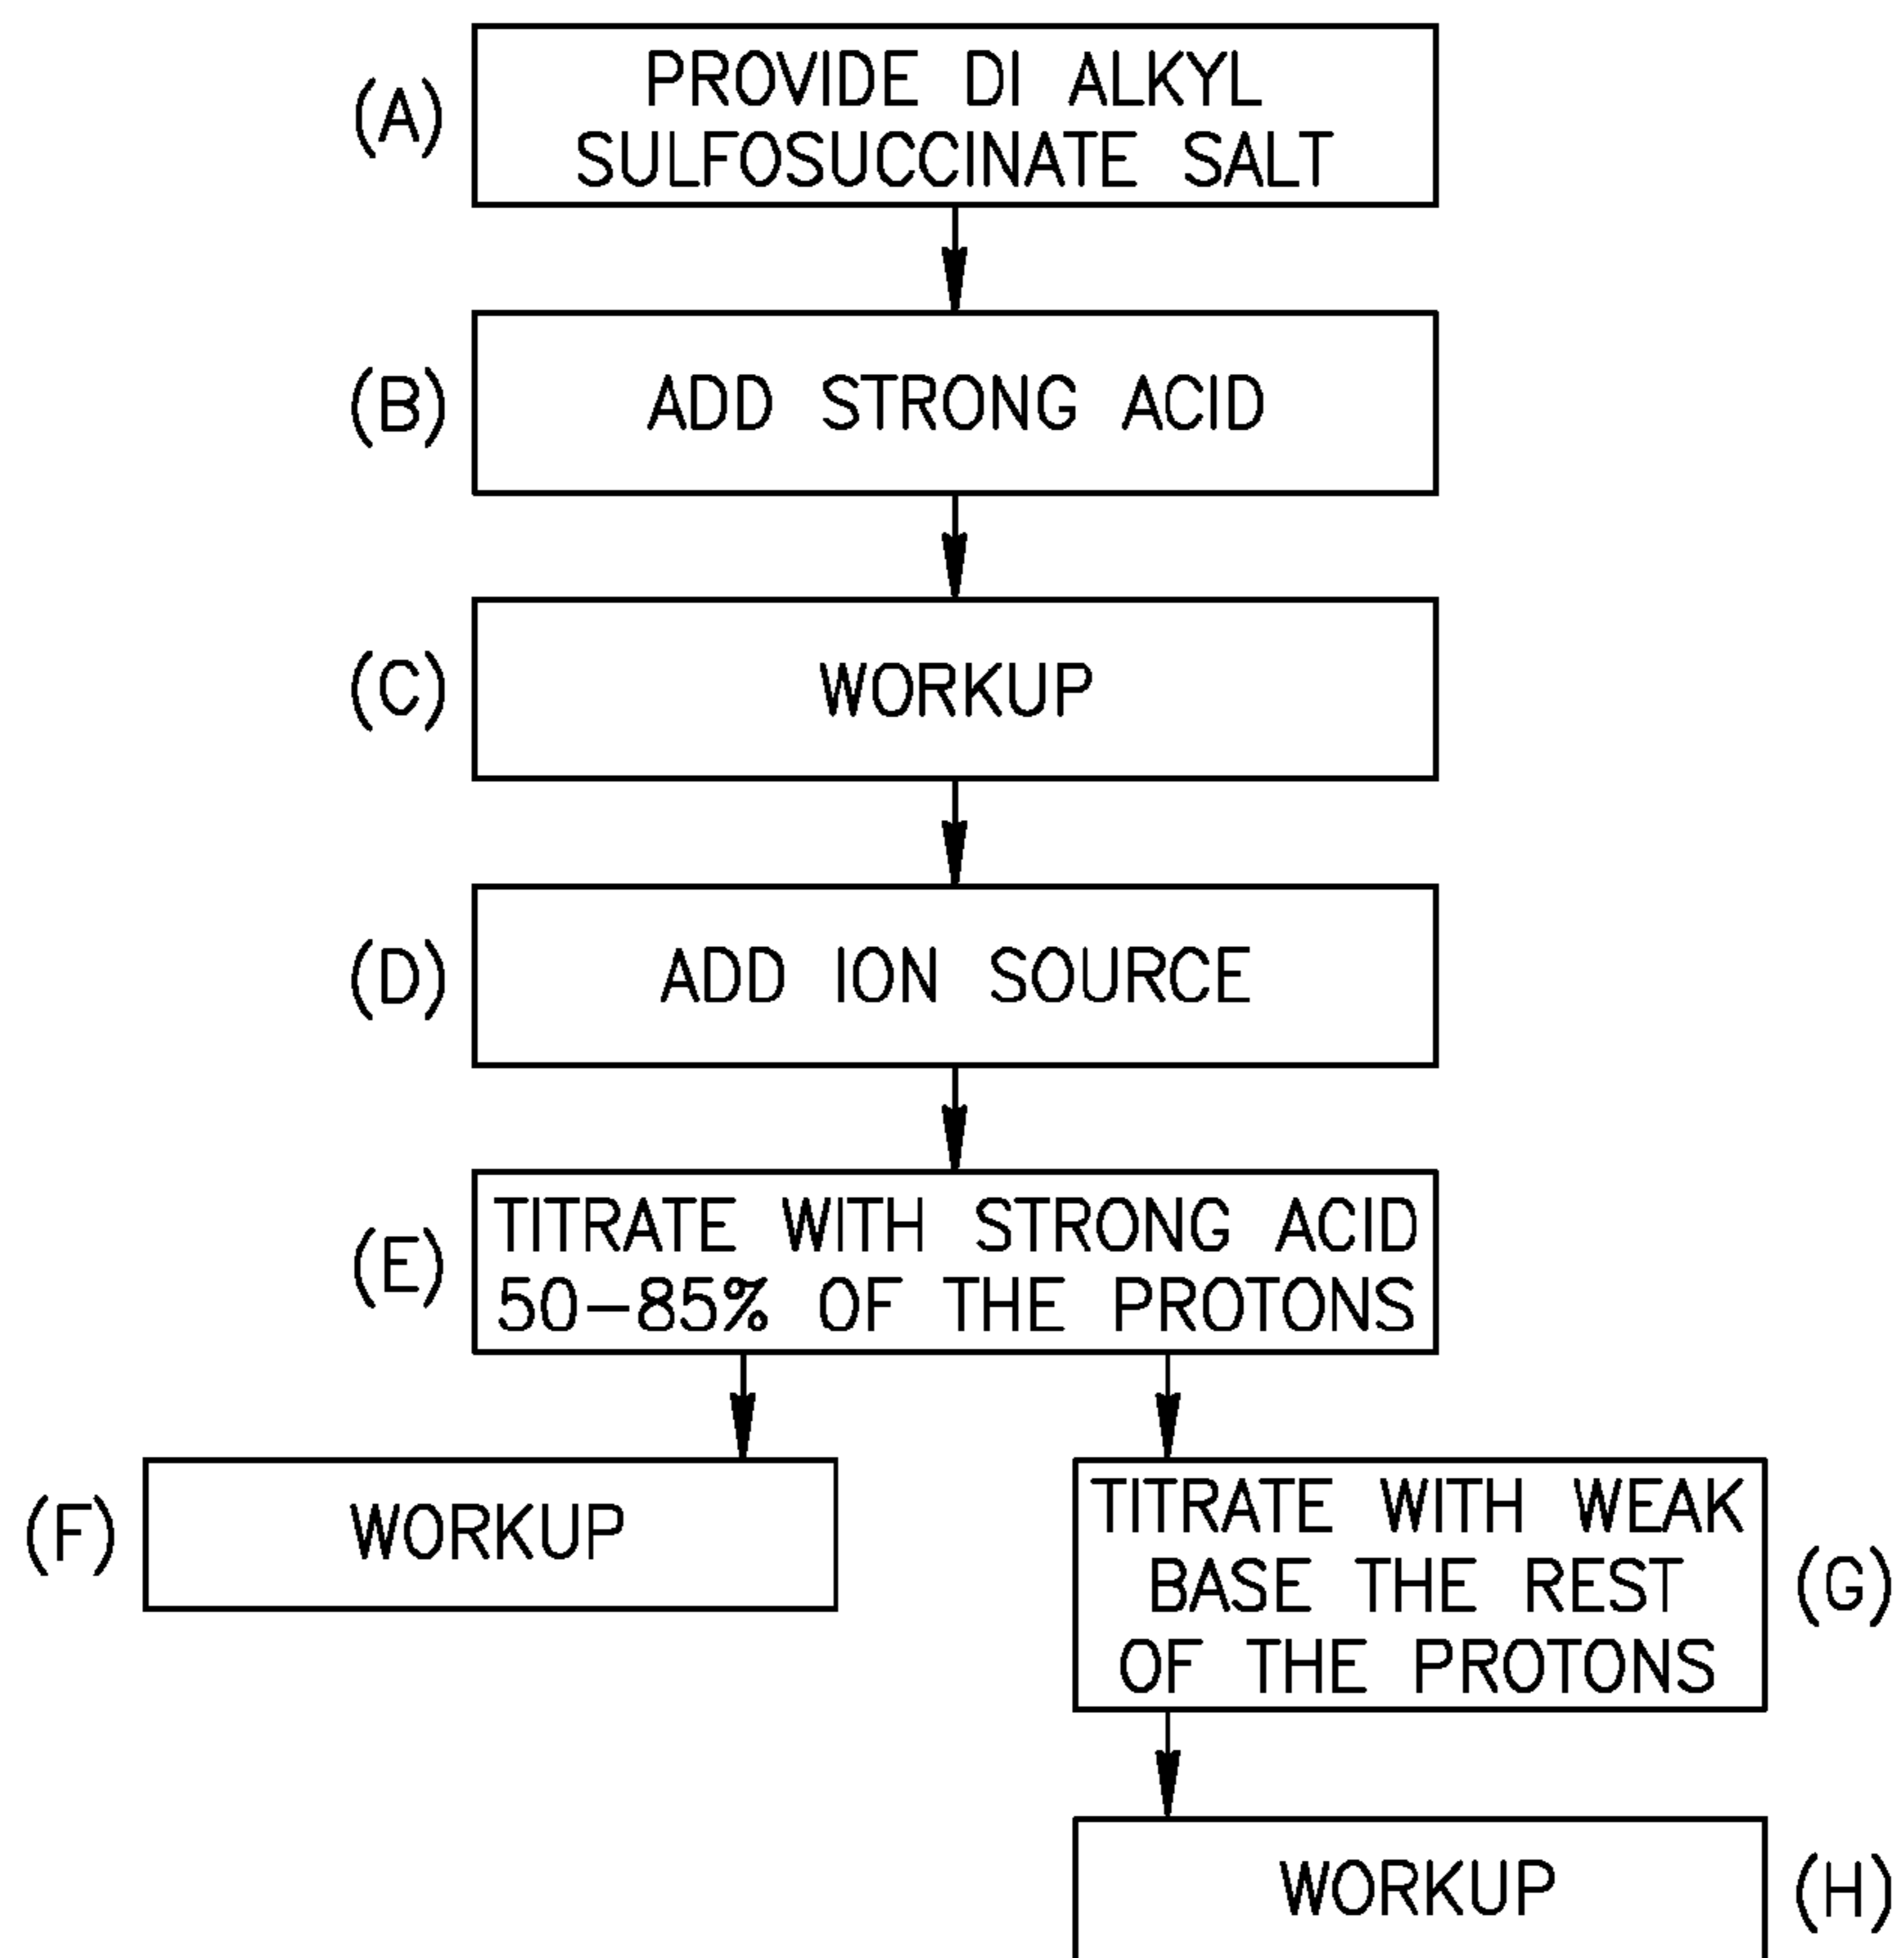 (A)
PROVIDE DI ALKYL
SULFOSUCCINATE SALT
(B)
ADD STRONG ACID
(C)
WORKUP
(D)
ADD ION SOURCE
(E)
TITRATE WITH STRONG ACID
50-85% OF THE PROTONS
(F)
WORKUP
TITRATE WITH WEAK
BASE THE REST
OF THE PROTONS
(G)
WORKUP
(H)